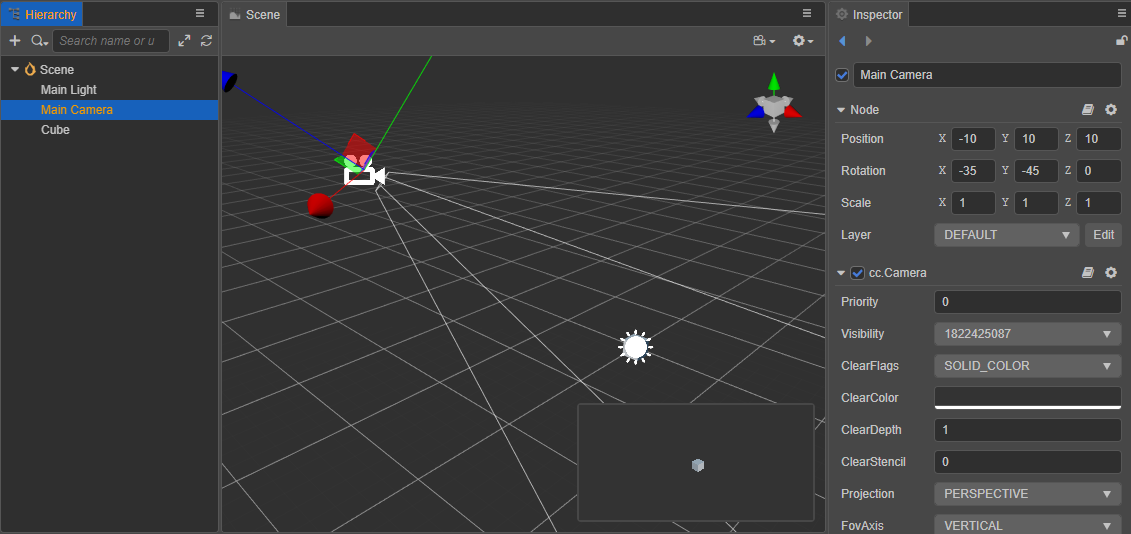 Hierarchy
Search name or u
Scene
Main Light
Main Camera
Cube
Scene
Inspector
Main Camera
Node
Position X -10 Y 10 Z 10
Rotation X -35 Y -45 Z 0
Scale X 1 Y 1 Z 1
Layer DEFAULT Edit
cc.Camera
Priority 0
Visibility 1822425087
ClearFlags SOLID_COLOR
ClearColor
ClearDepth 1
ClearStencil 0
Projection PERSPECTIVE
FovAxis VERTICAL